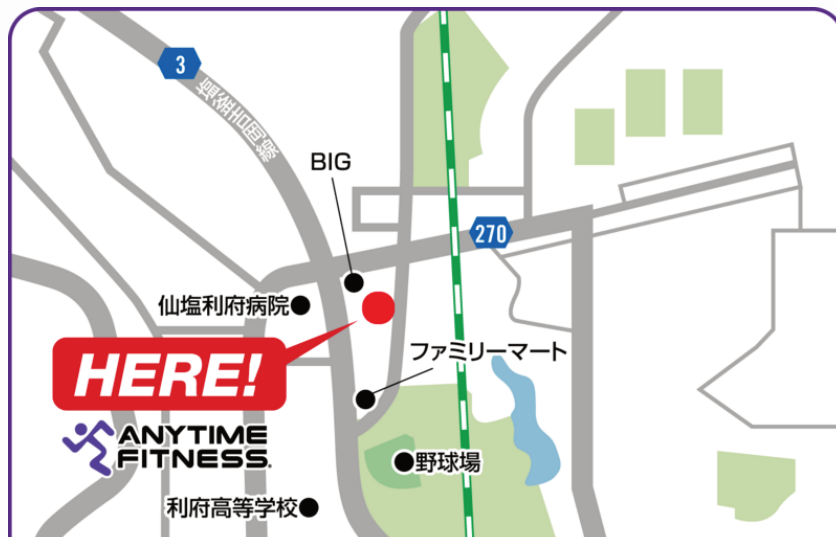 3
塩釜吉岡線
BIG
270
仙塩利府病院
HERE!
ファミリーマート
ANYTIME
FITNESS.
野球場
利府高等学校